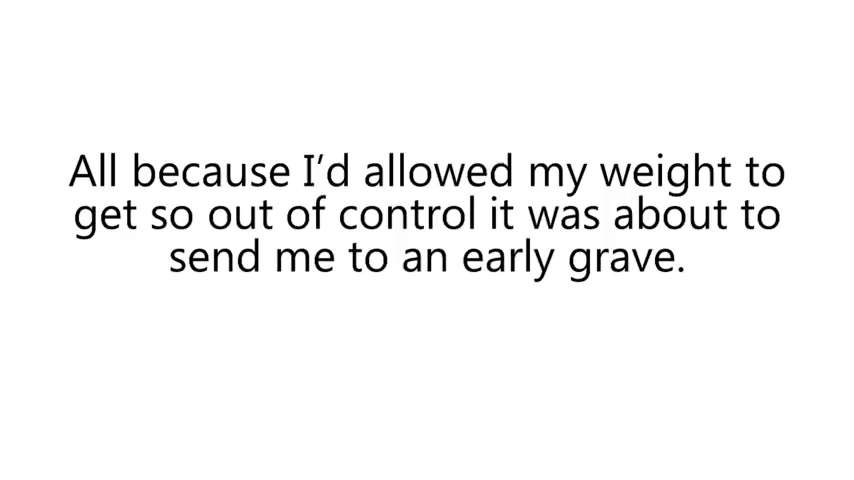 All because I’d allowed my weight to
get so out of control it was about to
send me to an early grave.